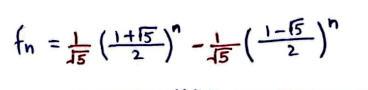 fₙ = 1/√5 ((1+√5)/2)ⁿ - 1/√5 ((1-√5)/2)ⁿ